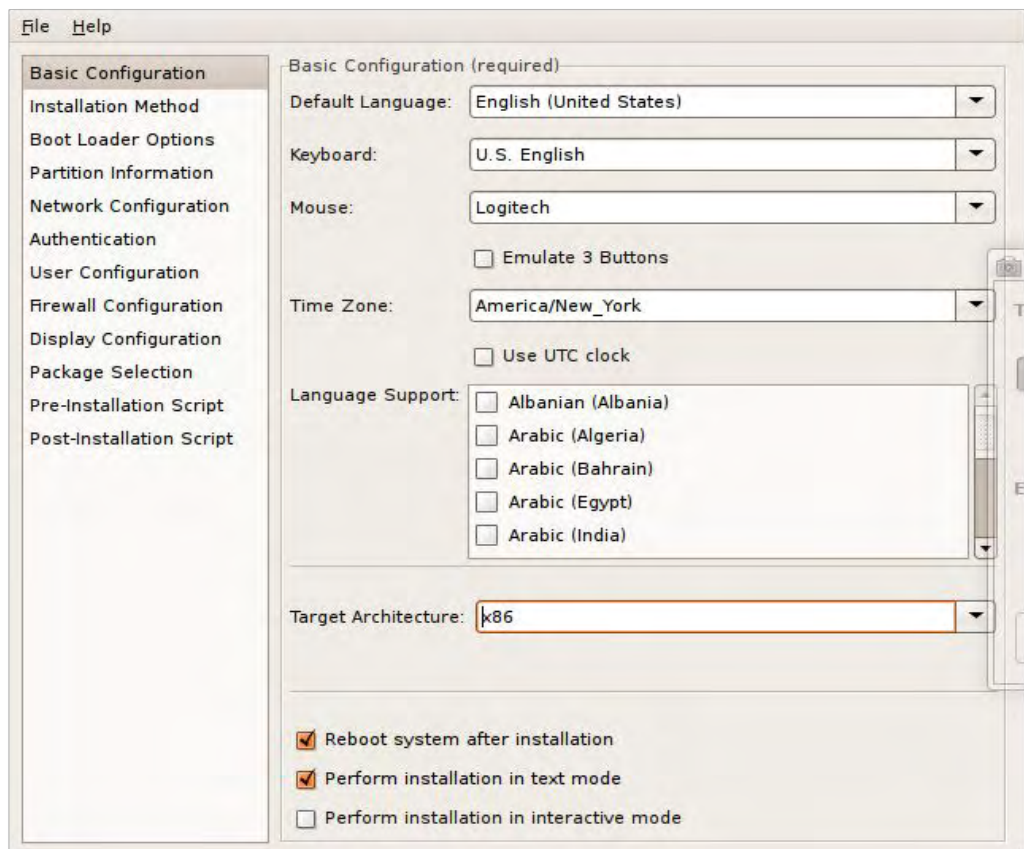 File Help
Basic Configuration
Installation Method
Boot Loader Options
Partition Information
Network Configuration
Authentication
User Configuration
Firewall Configuration
Display Configuration
Package Selection
Pre-Installation Script
Post-Installation Script
Basic Configuration (required)
Default Language: English (United States)
Keyboard: U.S. English
Mouse: Logitech
Emulate 3 Buttons
Time Zone: America/New_York
Use UTC clock
Language Support: Albanian (Albania)
Arabic (Algeria)
Arabic (Bahrain)
Arabic (Egypt)
Arabic (India)
Target Architecture: x86
Reboot system after installation
Perform installation in text mode
Perform installation in interactive mode